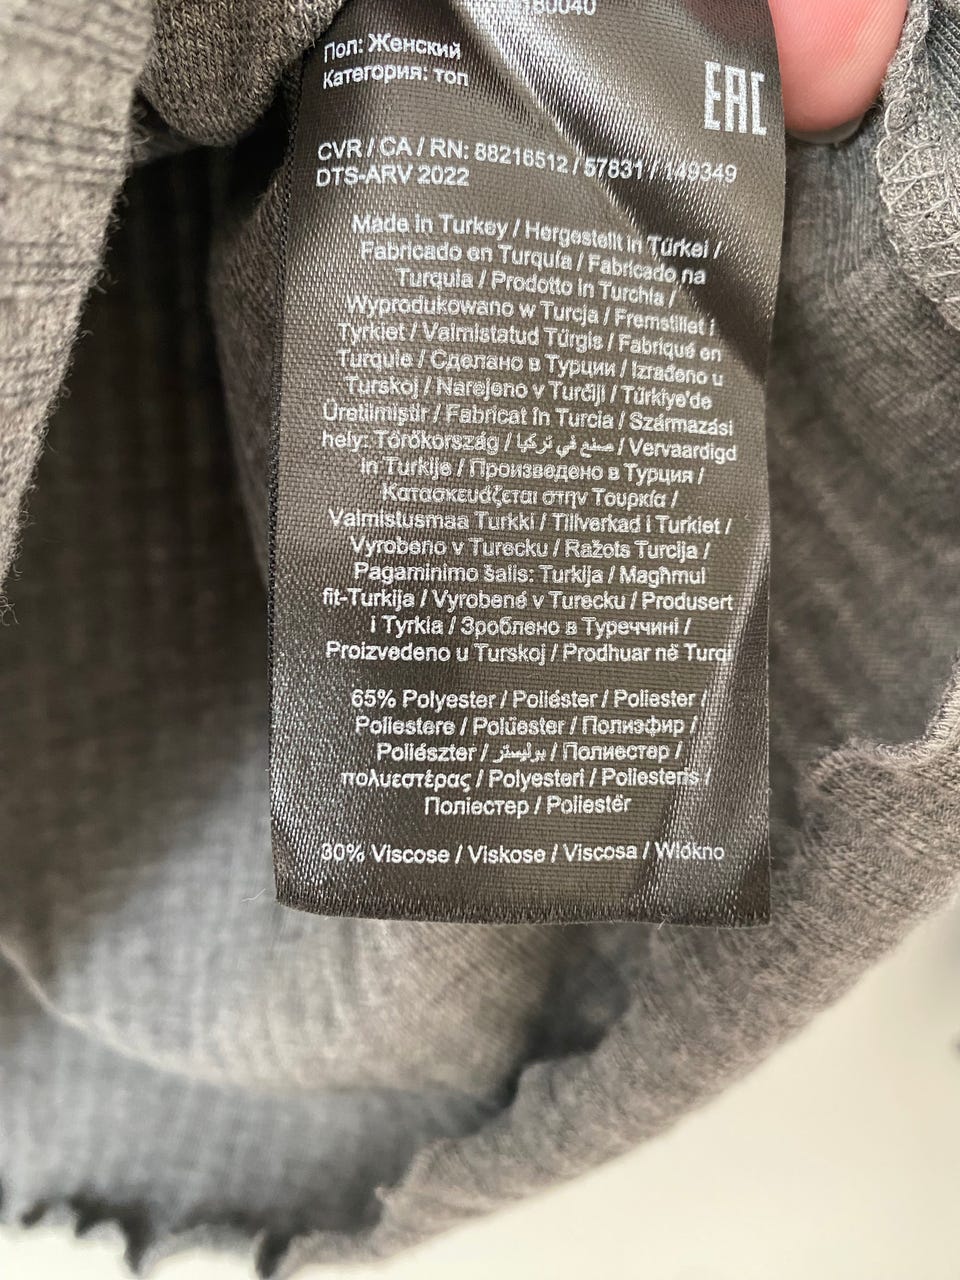 180040
Пол: Женский
Категория: топ
EAC
CVR / CA / RN: 88216512 / 57831 / 149349
DTS-ARV 2022
Made in Turkey / Hergestellt in Türkei /
Fabricado en Turquía / Fabricado na
Turquia / Prodotto in Turchia /
Wyprodukowano w Turcja / Fremstillet i
Tyrkiet / Valmistatud Türgis / Fabriqué en
Turquie / Сделано в Турции / Izrađeno u
Turskoj / Narejeno v Turčiji / Türkiye'de
Üretilmiştir / Fabricat în Turcia / Származási
hely: Törökország / صنع في تركيا / Vervaardigd
in Turkije / Произведено в Турция /
Κατασκευάζεται στην Τουρκία /
Valmistusmaa Turkki / Tillverkad i Turkiet /
Vyrobeno v Turecku / Ražots Turcija /
Pagaminimo šalis: Turkija / Magħmul
fit-Turkija / Vyrobené v Turecku / Produsert
i Tyrkia / Зроблено в Туреччині /
Proizvedeno u Turskoj / Prodhuar në Turqi
65% Polyester / Poliéster / Poliester /
Poliestere / Polüester / Полиэфир /
Poliészter / بوليستر / Полиестер /
πολυεστέρας / Polyesteri / Poliesteris /
Поліестер / Poliestër
30% Viscose / Viskose / Viscosa / Włókno